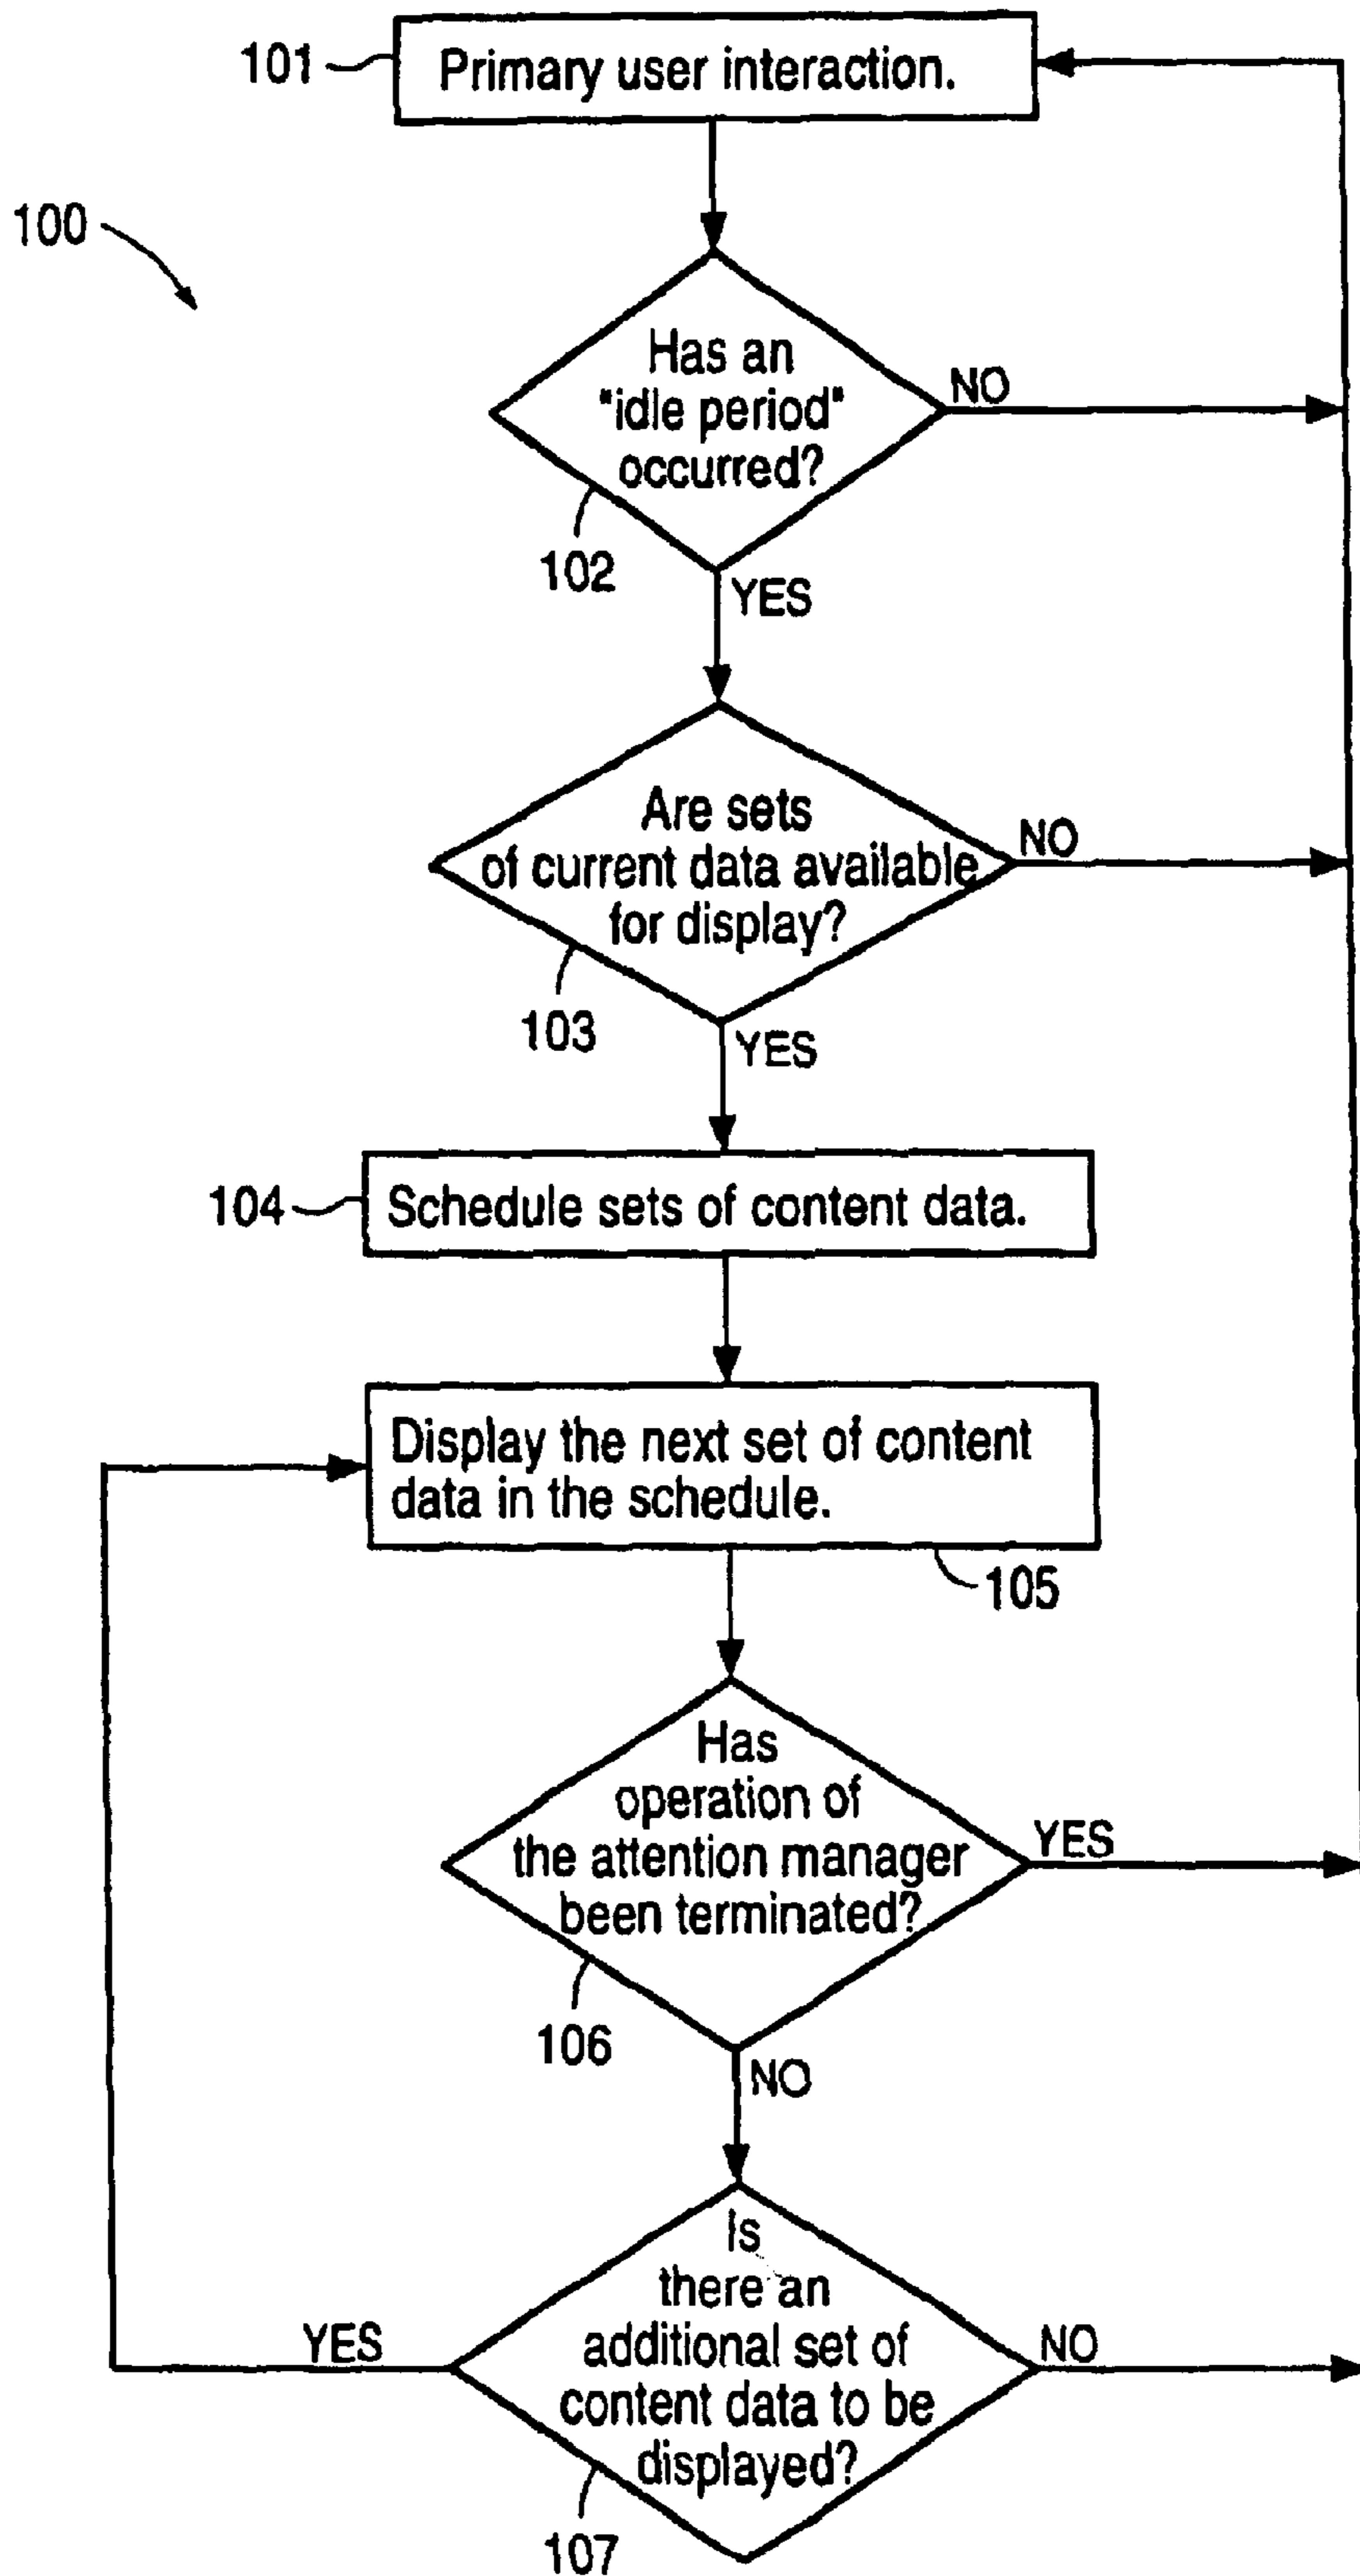 101
Primary user interaction.
100
Has an
"idle period"
occurred?
NO
102
YES
Are sets
of current data available
for display?
NO
103
YES
104
Schedule sets of content data.
Display the next set of content
data in the schedule.
105
Has
operation of
the attention manager
been terminated?
YES
106
NO
Is
there an
additional set of
content data to be
displayed?
YES
NO
107